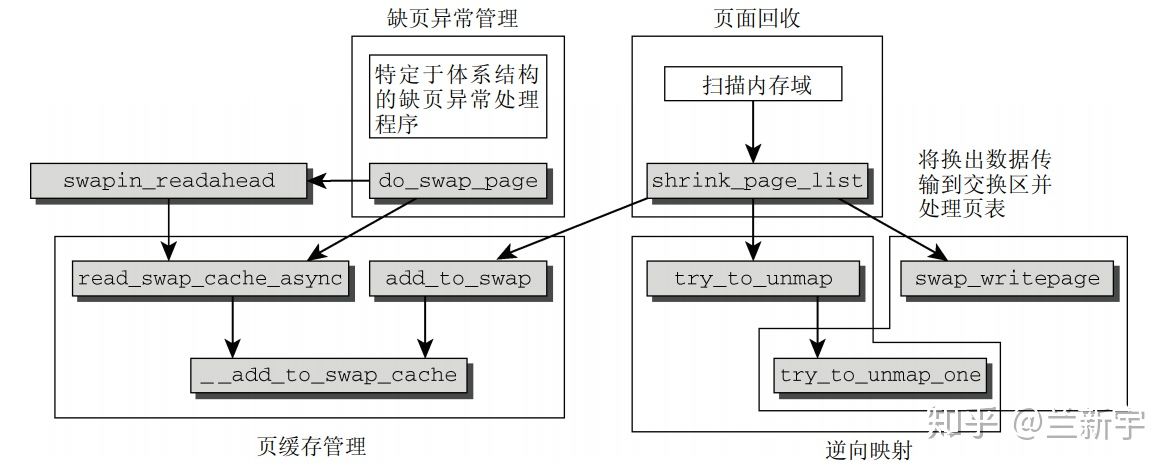 缺页异常管理
页面回收
特定于体系结构
的缺页异常处理
程序
扫描内存域
swapin_readahead
do_swap_page
shrink_page_list
将换出数据传
输到交换区并
处理页表
read_swap_cache_async
add_to_swap
try_to_unmap
swap_writepage
__add_to_swap_cache
try_to_unmap_one
页缓存管理
逆向映射
知乎 @兰新宇